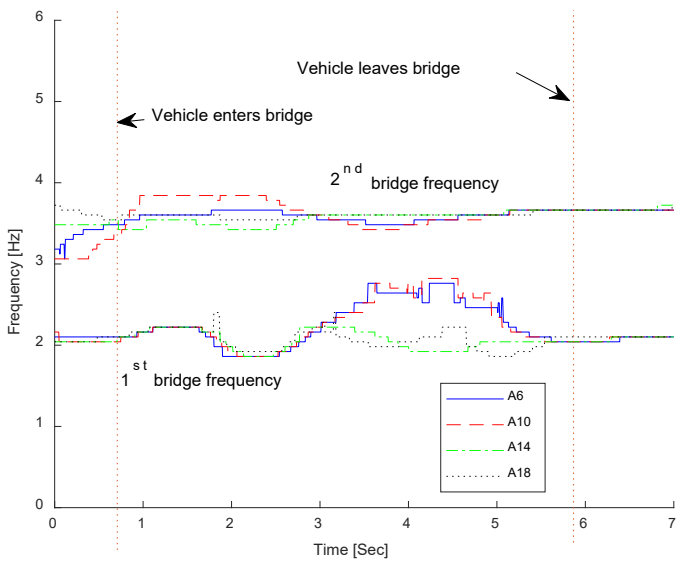 6
5
4
3
2
1
0
Frequency [Hz]
Vehicle leaves bridge
Vehicle enters bridge
2nd bridge frequency
1st bridge frequency
A6
A10
A14
A18
0 1 2 3 4 5 6 7
Time [Sec]